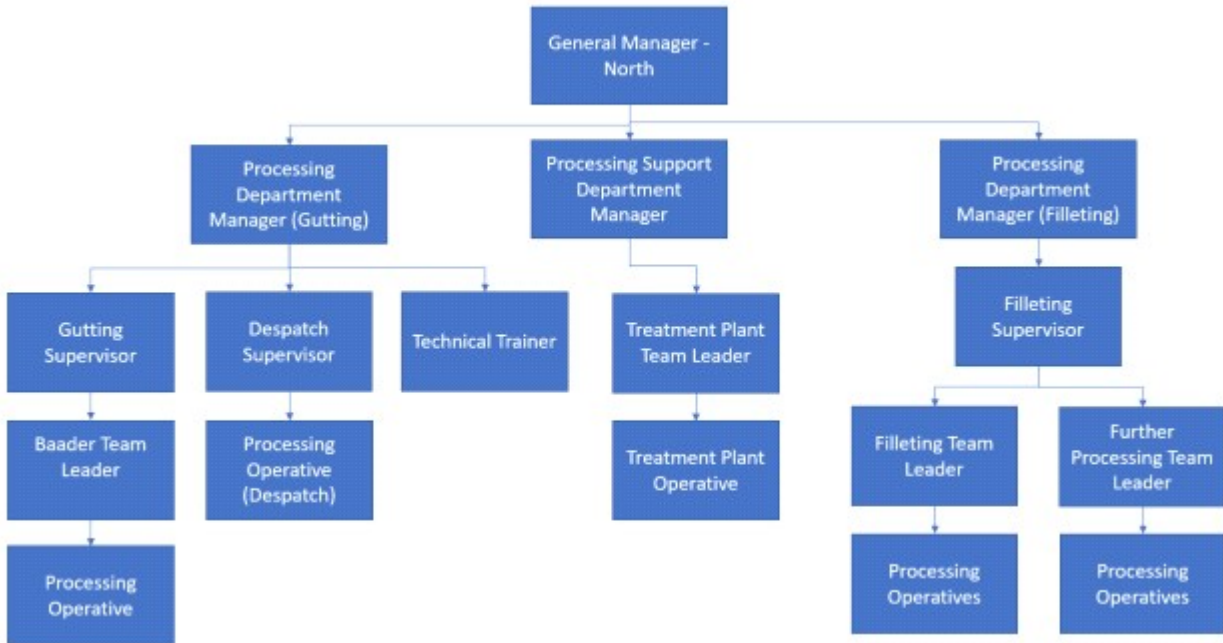 General Manager -
North
Processing
Department
Manager (Gutting)
Processing Support
Department
Manager
Processing
Department
Manager (Filleting)
Gutting
Supervisor
Despatch
Supervisor
Technical Trainer
Treatment Plant
Team Leader
Filleting
Supervisor
Baader Team
Leader
Processing
Operative
(Despatch)
Treatment Plant
Operative
Filleting Team
Leader
Further
Processing Team
Leader
Processing
Operative
Processing
Operatives
Processing
Operatives